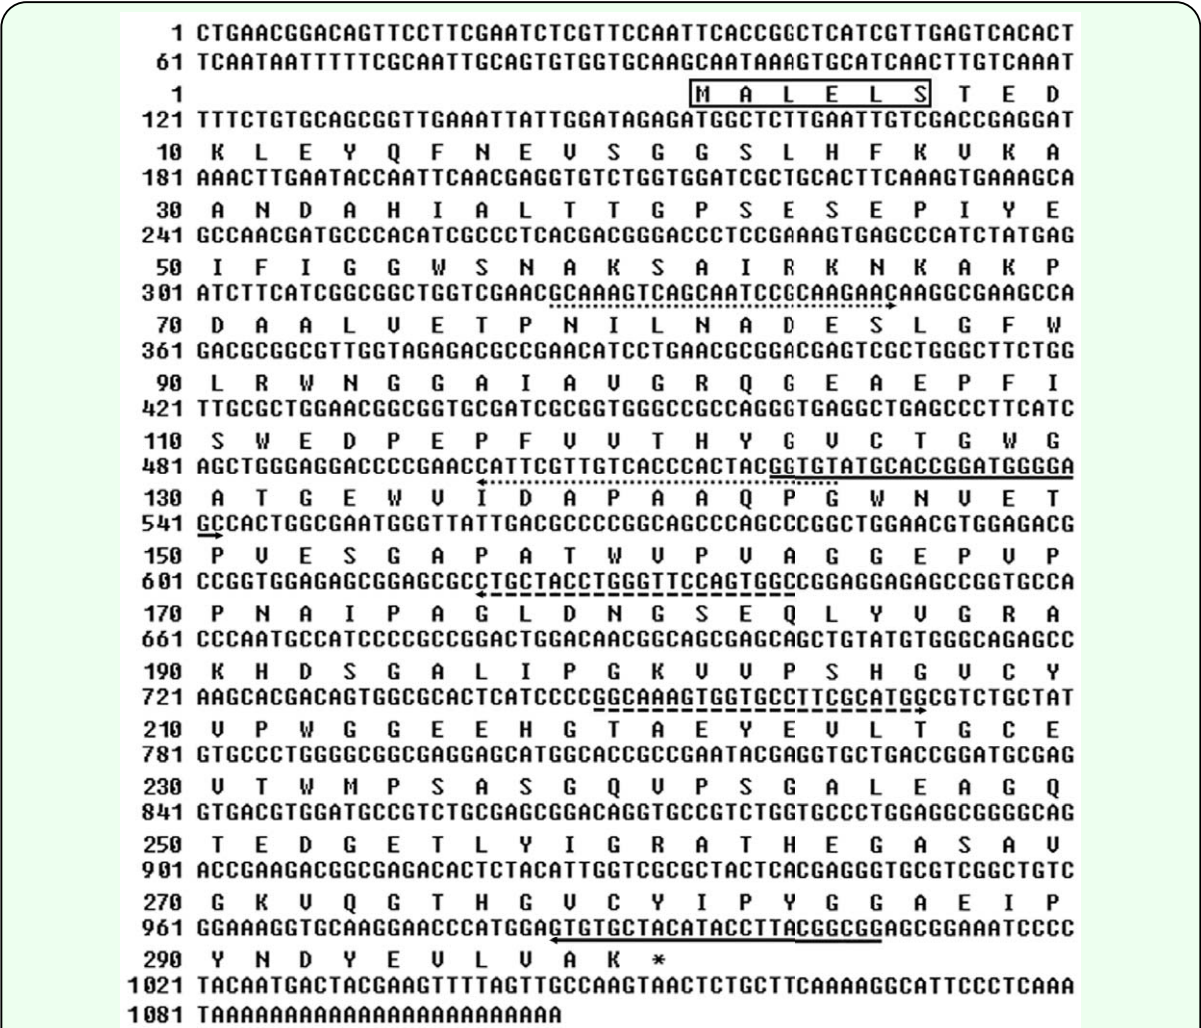 1 CTGAACGGACAGTTCCTTCGAATCTCGTTCCAATTCACCGGCTCATCGTTGAGTCACACT
61 TCAATAATTTTTCGCAATTGCAGTGTGGTGCAAGCAATAAAGTGCATCAACTTGTCAAAT
1 M A L E L S T E D
121 TTTCTGTGCAGCGGTTGAAATTATTGGATAGAGATGGCTCTTGAATTGTCGACCGAGGAT
10 K L E Y Q F N E V S G G S L H F K V K A
181 AAACTTGAATACCAATTCAACGAGGTGTCTGGTGGATCGCTGCACTTCAAAGTGAAAGCA
30 A N D A H I A L T T G P S E S E P I Y E
241 GCCAACGATGCCCACATCGCCCTCACGACGGGACCCTCCGAAAGTGAGCCCATCTATGAG
50 I F I G G W S N A K S A I R K N K A K P
301 ATCTTCATCGGCGGCTGGTCGAACGCAAAGTCAGCAATCCGCAAGAACAAGGCGAAGCCA
70 D A A L V E T P N I L N A D E S L G F W
361 GACGCGGCGTTGGTAGAGACGCCGAACATCCTGAACGCGGACGAGTCGCTGGGCTTCTGG
90 L R W N G G A I A V G R Q G E A E P F I
421 TTGCGCTGGAACGGCGGTGCGATCGCGGTGGGCCGCCAGGGTGAGGCTGAGCCCTTCATC
110 S W E D P E P F V V T H Y G V C T G W G
481 AGCTGGGAGGACCCCGAACCATTCGTTGTCACCCACTACGGTGTATGCACCGGATGGGGA
130 A T G E W V I D A P A A Q P G W N V E T
541 GCCACTGGCGAATGGGTTATTGACGCCCCGGCAGCCCAGCCCGGCTGGAACGTGGAGACG
150 P V E S G A P A T W V P V A G G E P V P
601 CCGGTGGAGAGCGGAGCGCCTGCTACCTGGGTTCCAGTGGCCGGAGGAGAGCCGGTGCCA
170 P N A I P A G L D N G S E Q L Y V G R A
661 CCCAATGCCATCCCCGCCGGACTGGACAACGGCAGCGAGCAGCTGTATGTGGGCAGAGCC
190 K H D S G A L I P G K V V P S H G V C Y
721 AAGCACGACAGTGGCGCACTCATCCCCGGCAAAGTGGTGCCTTCGCATGGCGTCTGCTAT
210 V P W G G E E H G T A E Y E V L T G C E
781 GTGCCCTGGGGCGGCGAGGAGCATGGCACCGCCGAATACGAGGTGCTGACCGGATGCGAG
230 V T W M P S A S G Q V P S G A L E A G Q
841 GTGACGTGGATGCCGTCTGCGAGCGGACAGGTGCCGTCTGGTGCCCTGGAGGCGGGGCAG
250 T E D G E T L Y I G R A T H E G A S A V
901 ACCGAAGACGGCGAGACACTCTACATTGGTCGCGCTACTCACGAGGGTGCGTCGGCTGTC
270 G K V Q G T H G V C Y I P Y G G A E I P
961 GGAAAGGTGCAAGGAACCCATGGAGTGTGCTACATACCTTACGGCGGAGCGGAAATCCCC
290 Y N D Y E V L V A K *
1021 TACAATGACTACGAAGTTTTAGTTGCCAAGTAACTCTGCTTCAAAAGGCATTCCCTCAAA
1081 TAAAAAAAAAAAAAAAAAAAAAAAA